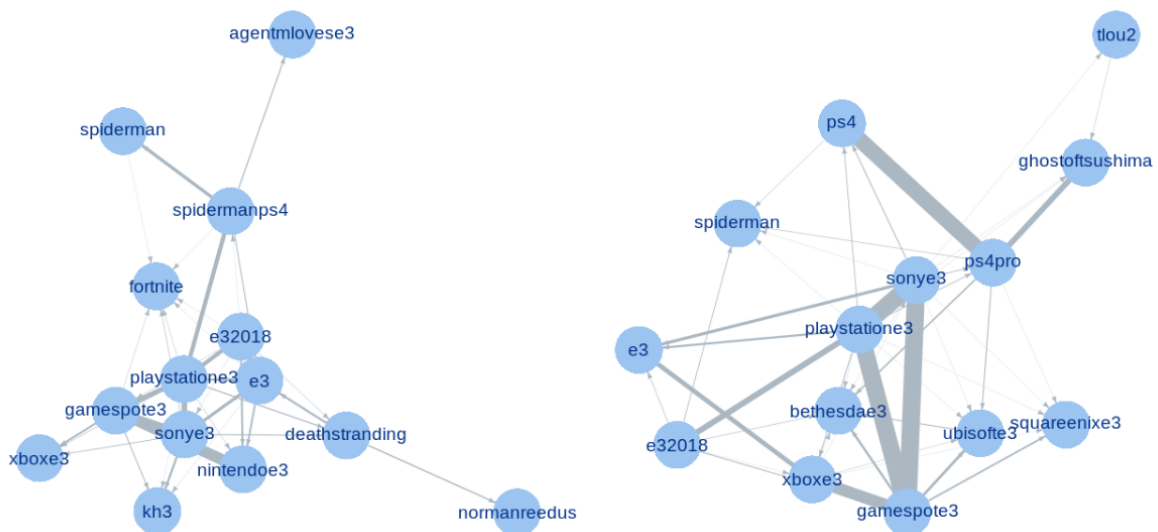 agentmlovese3
spiderman
spidermanps4
fortnite
e32018
playstatione3
e3
gamespote3
sonye3
deathstranding
xboxe3
nintendoe3
kh3
normanreedus
tlou2
ps4
ghostoftsushima
spiderman
ps4pro
sonye3
playstatione3
e3
bethesdae3
squareenixe3
ubisofte3
e32018
xboxe3
gamespote3